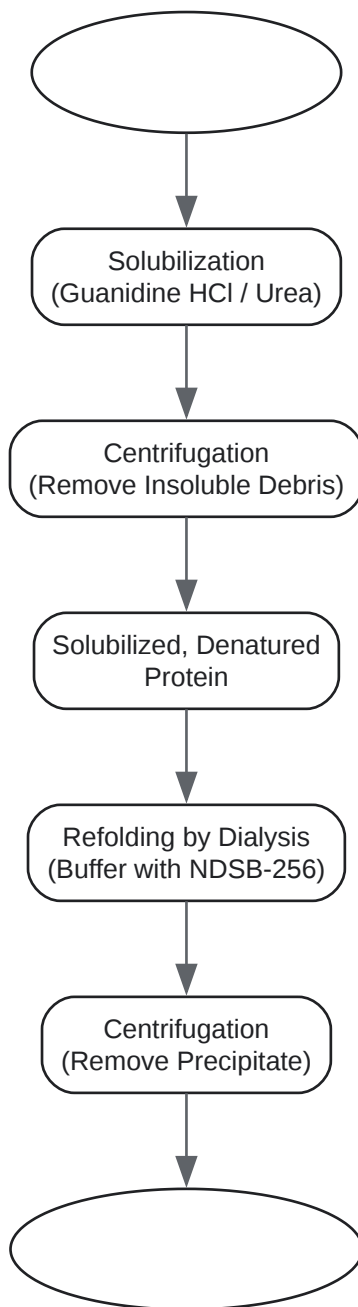 Solubilization
(Guanidine HCl / Urea)
Centrifugation
(Remove Insoluble Debris)
Solubilized, Denatured
Protein
Refolding by Dialysis
(Buffer with NDSB-256)
Centrifugation
(Remove Precipitate)